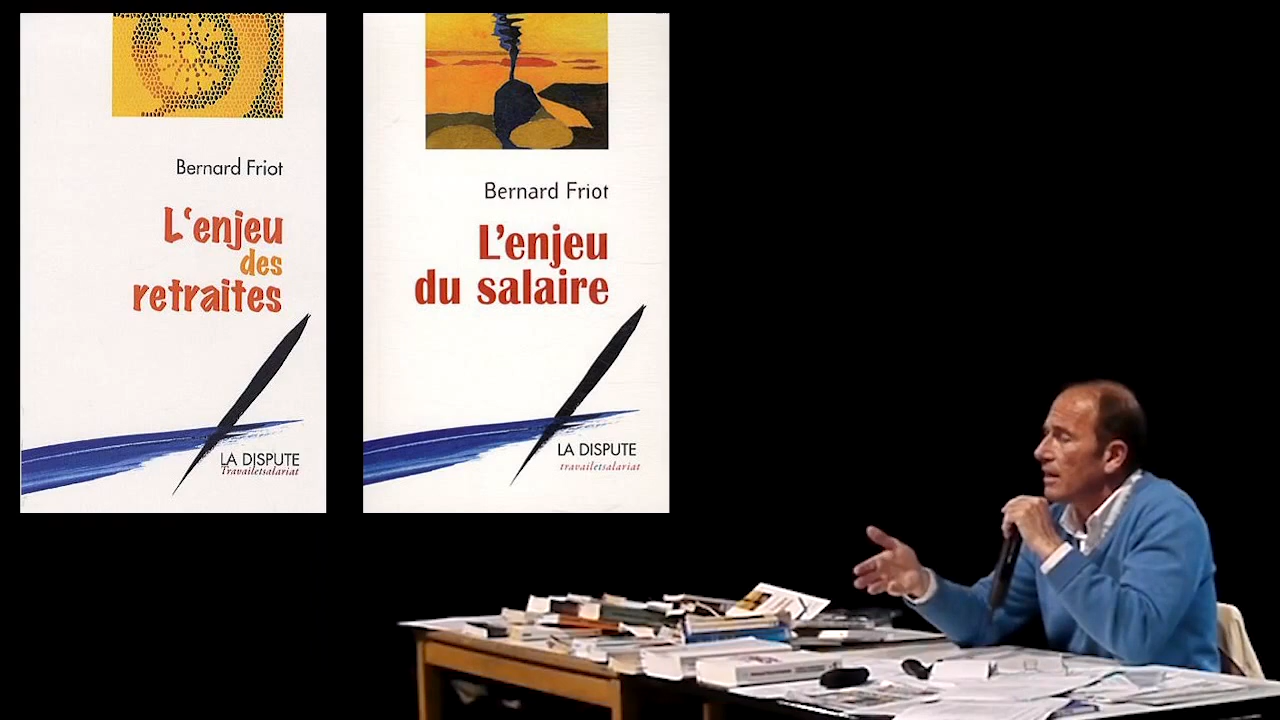 Bernard Friot
L'enjeu
des
retraites
LA DISPUTE
Travailetsalariat
Bernard Friot
L'enjeu
du salaire
LA DISPUTE
travailetsalariat